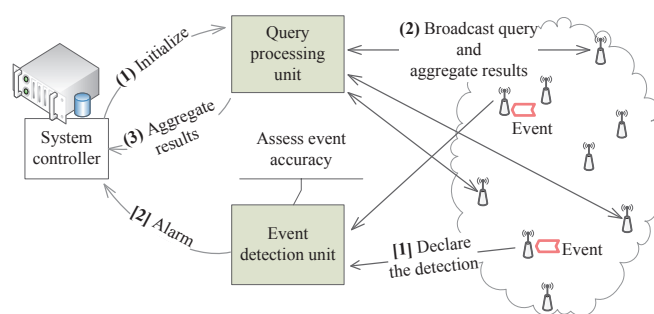 (1) Initialize
Query
processing
unit
(2) Broadcast query
and
aggregate results
Event
System
controller
(3) Aggregate
results
Assess event
accuracy
[2] Alarm
Event
detection unit
[1] Declare
the detection
Event